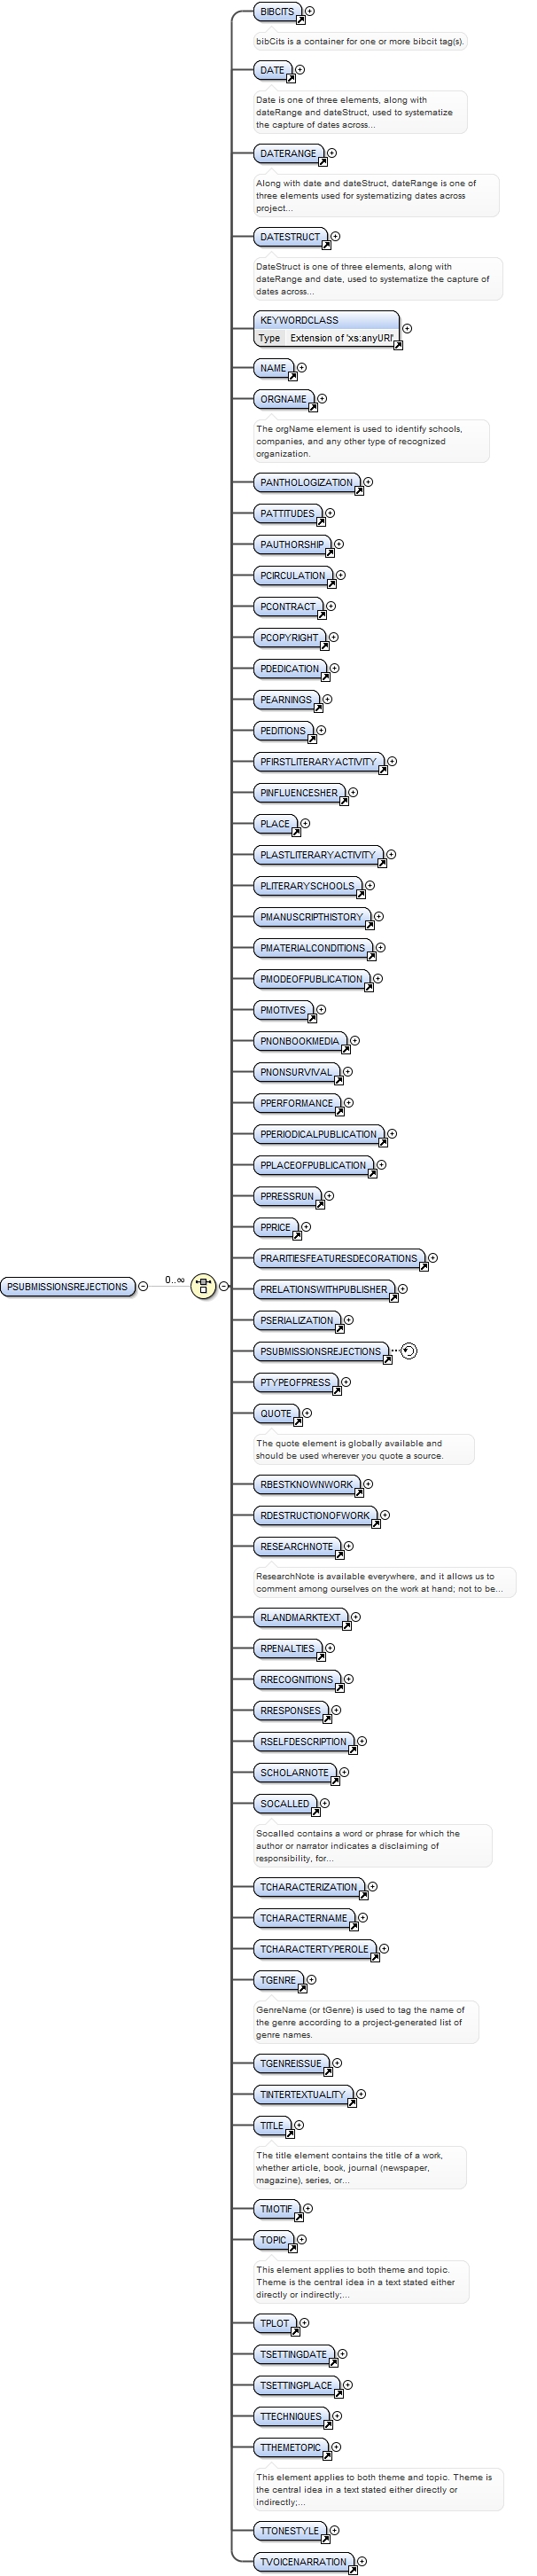 BIBCITS
bibCits is a container for one or more bibcit tag(s).
DATE
Date is one of three elements, along with
dateRange and dateStruct, used to systematize
the capture of dates across...
DATERANGE
Along with date and dateStruct, dateRange is one of
three elements used for systematizing dates across
project...
DATESTRUCT
DateStruct is one of three elements, along with
dateRange and date, used to systematize the capture of
dates across...
KEYWORDCLASS
Type Extension of 'xs:anyURI'
NAME
ORGNAME
The orgName element is used to identify schools,
companies, and any other type of recognized
organization.
PANTHOLOGIZATION
PATTITUDES
PAUTHORSHIP
PCIRCULATION
PCONTRACT
PCOPYRIGHT
PDEDICATION
PEARNINGS
PEDITIONS
PFIRSTLITERARYACTIVITY
PINFLUENCESHER
PLACE
PLASTLITERARYACTIVITY
PLITERARYSCHOOLS
PMANUSCRIPTHISTORY
PMATERIALCONDITIONS
PMODEOFPUBLICATION
PMOTIVES
PNONBOOKMEDIA
PNONSURVIVAL
PPERFORMANCE
PPERIODICALPUBLICATION
PPLACEOFPUBLICATION
PPRESSRUN
PPRICE
PRARITIESFEATURESDECORATIONS
PSUBMISSIONSREJECTIONS 0..∞
PRELATIONSWITHPUBLISHER
PSERIALIZATION
PSUBMISSIONSREJECTIONS
PTYPEOFPRESS
QUOTE
The quote element is globally available and
should be used wherever you quote a source.
RBESTKNOWNWORK
RDESTRUCTIONOFWORK
RESEARCHNOTE
ResearchNote is available everywhere, and it allows us to
comment among ourselves on the work at hand; not to be...
RLANDMARKTEXT
RPENALTIES
RRECOGNITIONS
RRESPONSES
RSELFDESCRIPTION
SCHOLARNOTE
SOCALLED
Socalled contains a word or phrase for which the
author or narrator indicates a disclaiming of
responsibility, for...
TCHARACTERIZATION
TCHARACTERNAME
TCHARACTERTYPEROLE
TGENRE
GenreName (or tGenre) is used to tag the name of
the genre according to a project-generated list of
genre names.
TGENREISSUE
TINTERTEXTUALITY
TITLE
The title element contains the title of a work,
whether article, book, journal (newspaper,
magazine), series, or...
TMOTIF
TOPIC
This element applies to both theme and topic.
Theme is the central idea in a text stated either
directly or indirectly;...
TPLOT
TSETTINGDATE
TSETTINGPLACE
TTECHNIQUES
TTHEMETOPIC
This element applies to both theme and topic. Theme is
the central idea in a text stated either directly or
indirectly;...
TTONESTYLE
TVOICENARRATION